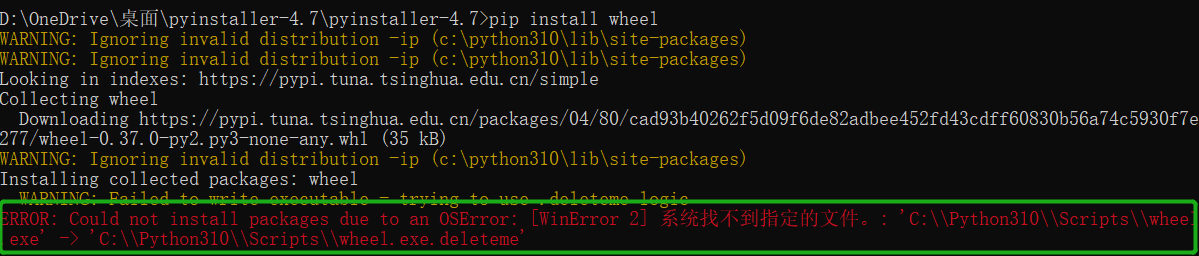 D:\OneDrive\桌面\pyinstaller-4.7\pyinstaller-4.7>pip install wheel
WARNING: Ignoring invalid distribution -ip (c:\python310\lib\site-packages)
WARNING: Ignoring invalid distribution -ip (c:\python310\lib\site-packages)
Looking in indexes: https://pypi.tuna.tsinghua.edu.cn/simple
Collecting wheel
  Downloading https://pypi.tuna.tsinghua.edu.cn/packages/04/80/cad93b40262f5d09f6de82adbee452fd43cdff60830b56a74c5930f7e
277/wheel-0.37.0-py2.py3-none-any.whl (35 kB)
WARNING: Ignoring invalid distribution -ip (c:\python310\lib\site-packages)
Installing collected packages: wheel
  WARNING: Failed to write executable - trying to use .deleteme logic
ERROR: Could not install packages due to an OSError: [WinError 2] 系统找不到指定的文件。: 'C:\\Python310\\Scripts\\wheel
.exe' -> 'C:\\Python310\\Scripts\\wheel.exe.deleteme'